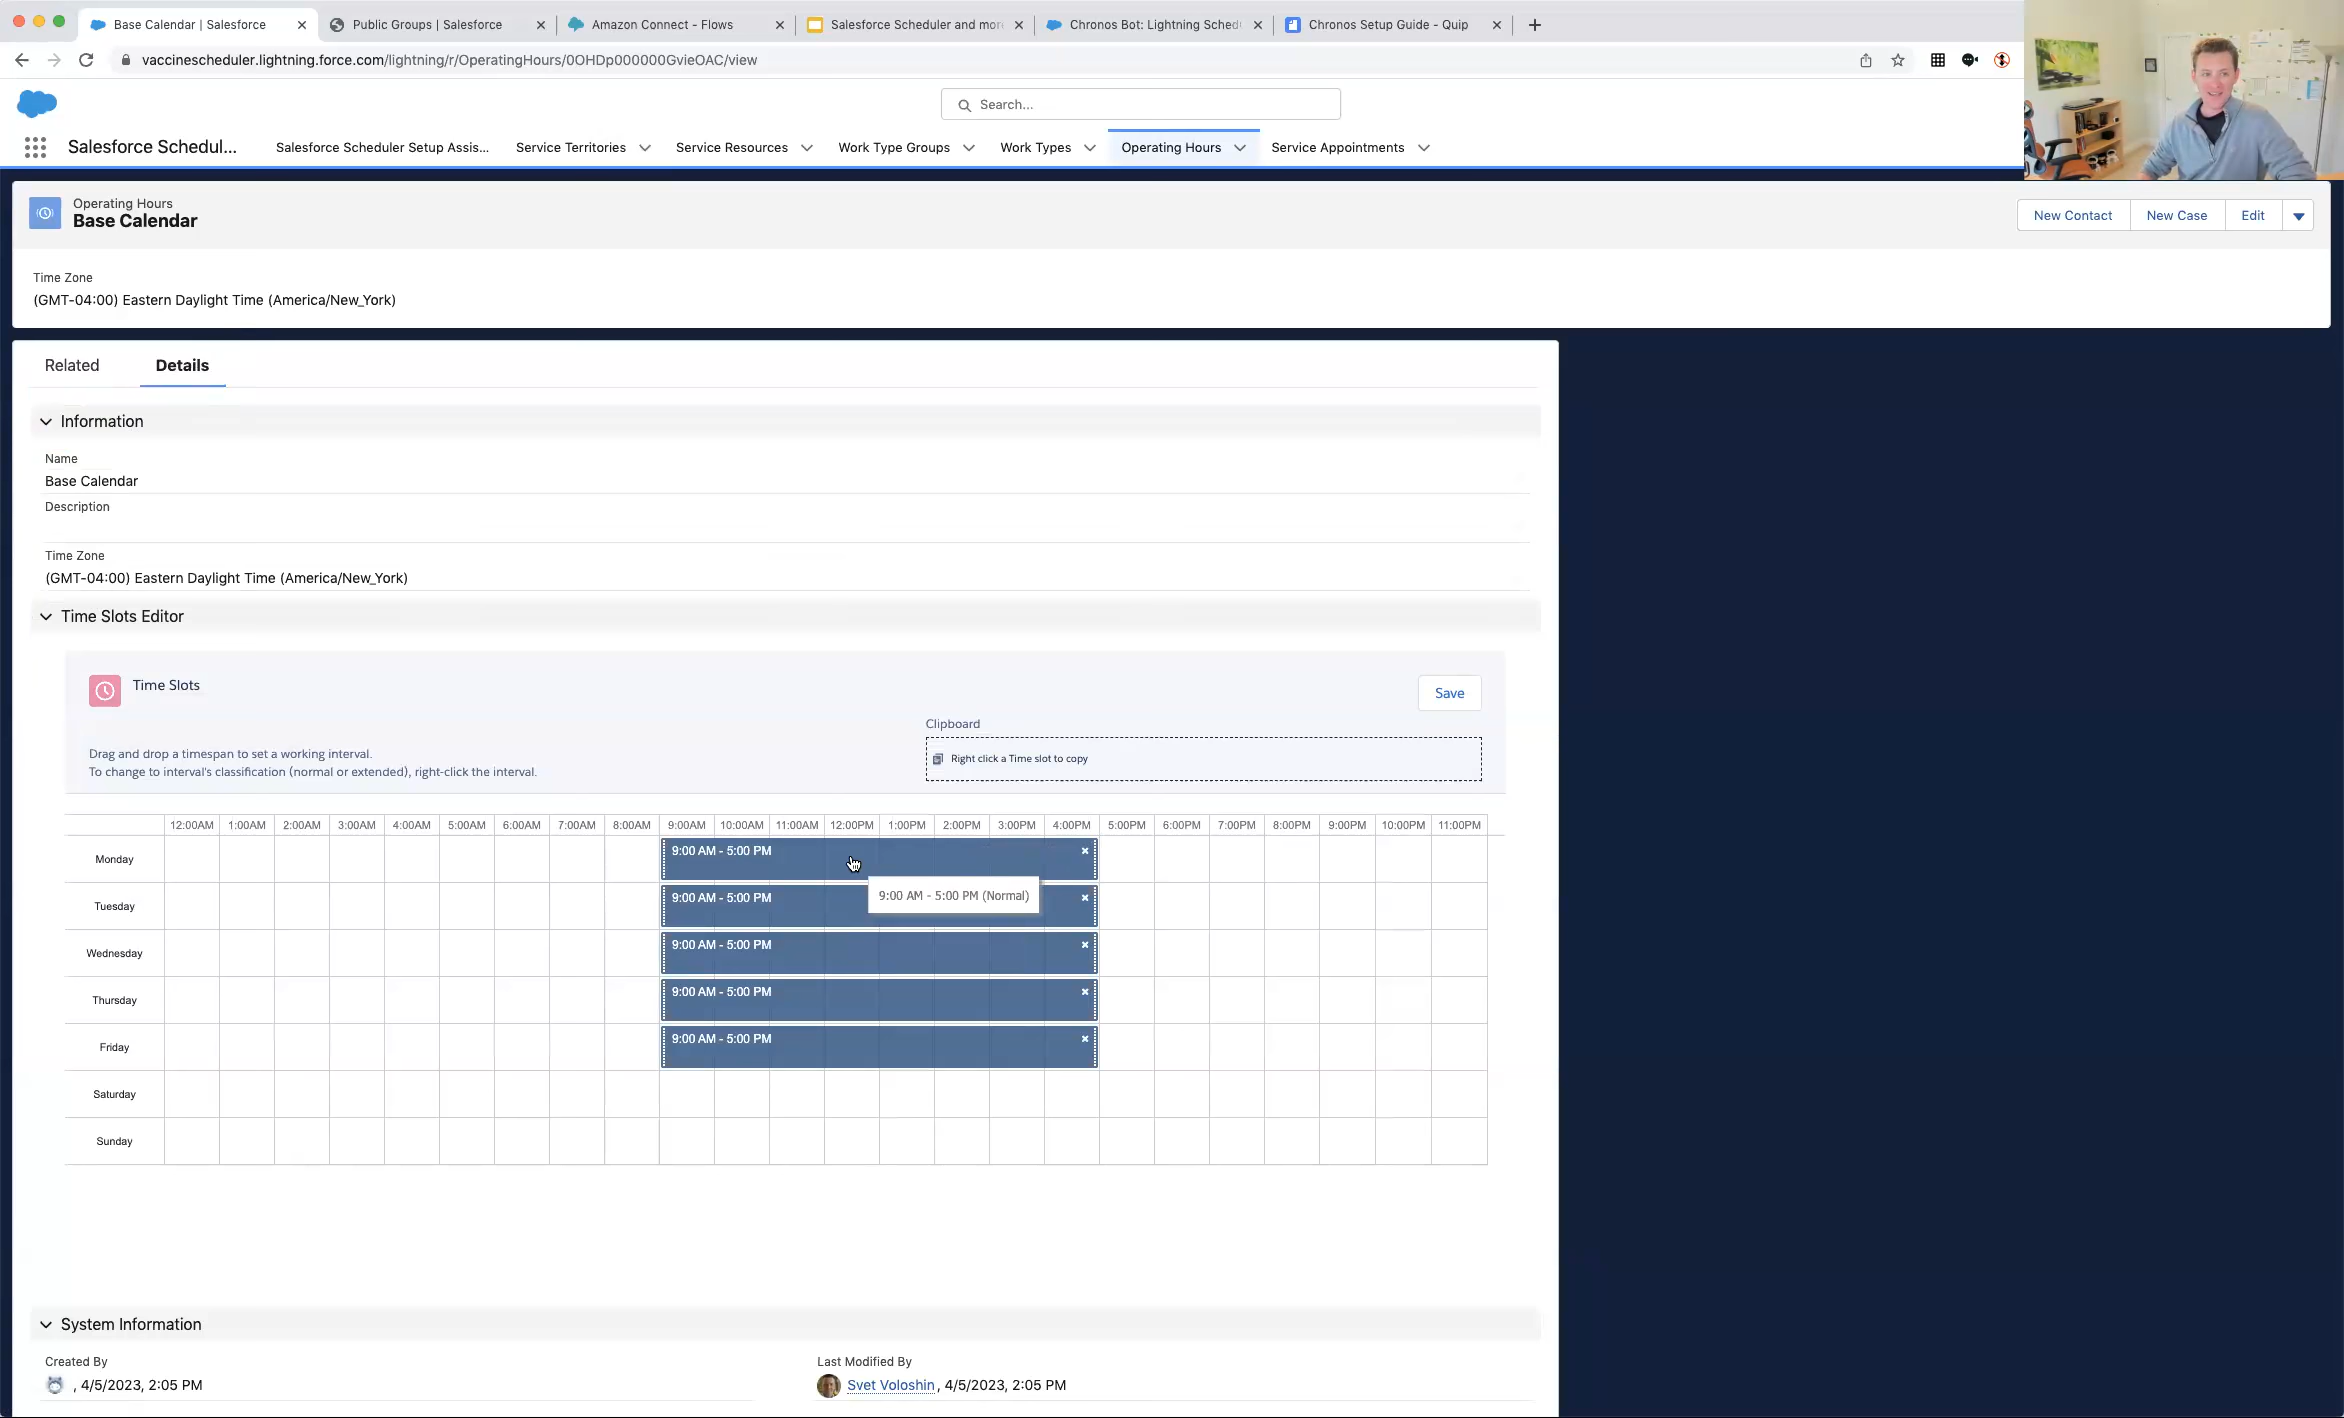 Base Calendar | Salesforce
Public Groups | Salesforce
Amazon Connect - Flows
Salesforce Scheduler and mor
Chronos Bot: Lightning Sched
Chronos Setup Guide - Quip
vaccinescheduler.lightning.force.com/lightning/r/OperatingHours/0OHDp000000GvieOAC/view
Search...
Salesforce Schedul...
Salesforce Scheduler Setup Assis...
Service Territories
Service Resources
Work Type Groups
Work Types
Operating Hours
Service Appointments
Operating Hours
Base Calendar
New Contact
New Case
Edit
Time Zone
(GMT-04:00) Eastern Daylight Time (America/New_York)
Related
Details
Information
Name
Base Calendar
Description
Time Zone
(GMT-04:00) Eastern Daylight Time (America/New_York)
Time Slots Editor
Time Slots
Save
Clipboard
Drag and drop a timespan to set a working interval.
To change to interval's classification (normal or extended), right-click the interval.
Right click a Time slot to copy
12:00AM 1:00AM 2:00AM 3:00AM 4:00AM 5:00AM 6:00AM 7:00AM 8:00AM 9:00AM 10:00AM 11:00AM 12:00PM 1:00PM 2:00PM 3:00PM 4:00PM 5:00PM 6:00PM 7:00PM 8:00PM 9:00PM 10:00PM 11:00PM
Monday
9:00 AM - 5:00 PM
9:00 AM - 5:00 PM (Normal)
Tuesday
9:00 AM - 5:00 PM
Wednesday
9:00 AM - 5:00 PM
Thursday
9:00 AM - 5:00 PM
Friday
9:00 AM - 5:00 PM
Saturday
Sunday
System Information
Created By
, 4/5/2023, 2:05 PM
Last Modified By
Svet Voloshin, 4/5/2023, 2:05 PM